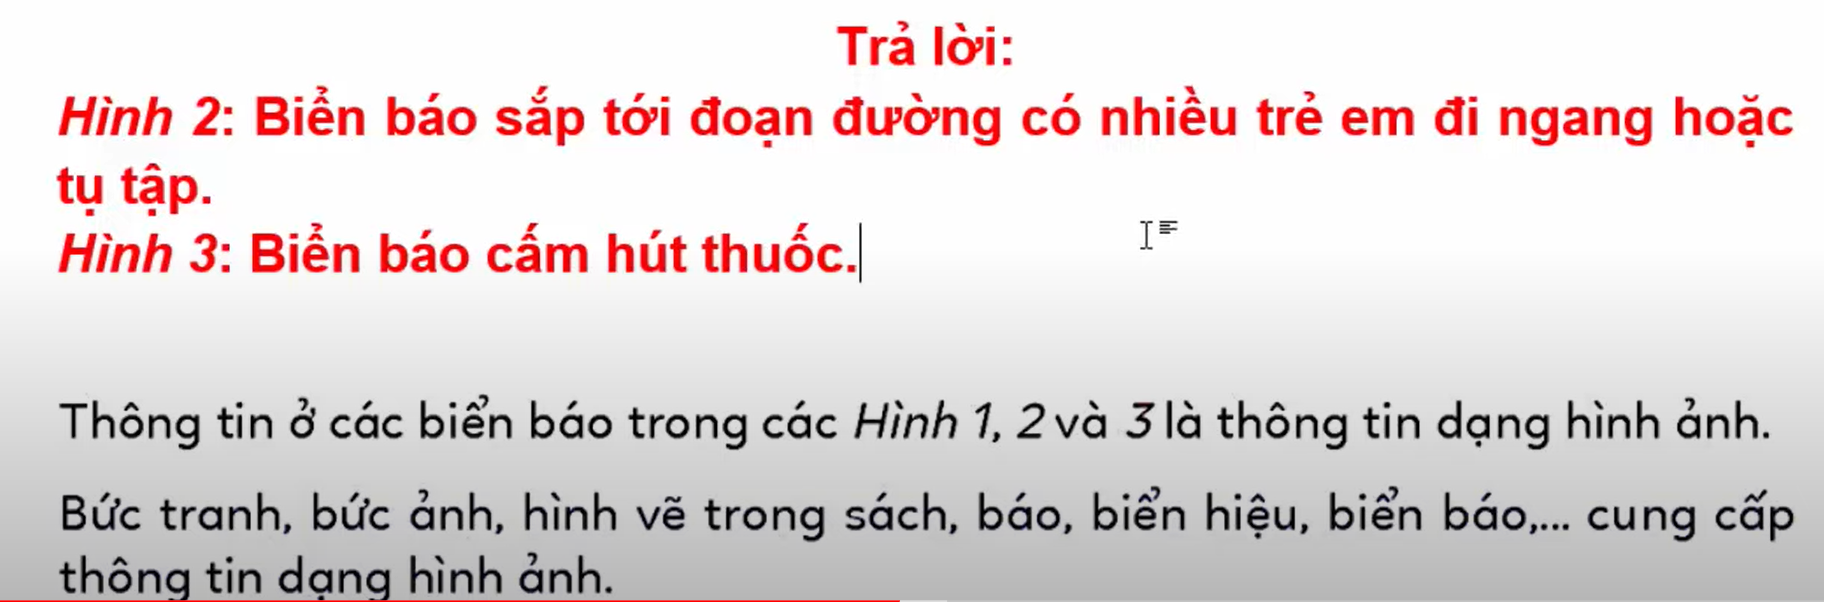 Trả lời:
Hình 2: Biển báo sắp tới đoạn đường có nhiều trẻ em đi ngang hoặc
tụ tập.
Hình 3: Biển báo cấm hút thuốc.
Thông tin ở các biển báo trong các Hình 1, 2 và 3 là thông tin dạng hình ảnh.
Bức tranh, bức ảnh, hình vẽ trong sách, báo, biển hiệu, biển báo,... cung cấp
thông tin dạng hình ảnh.